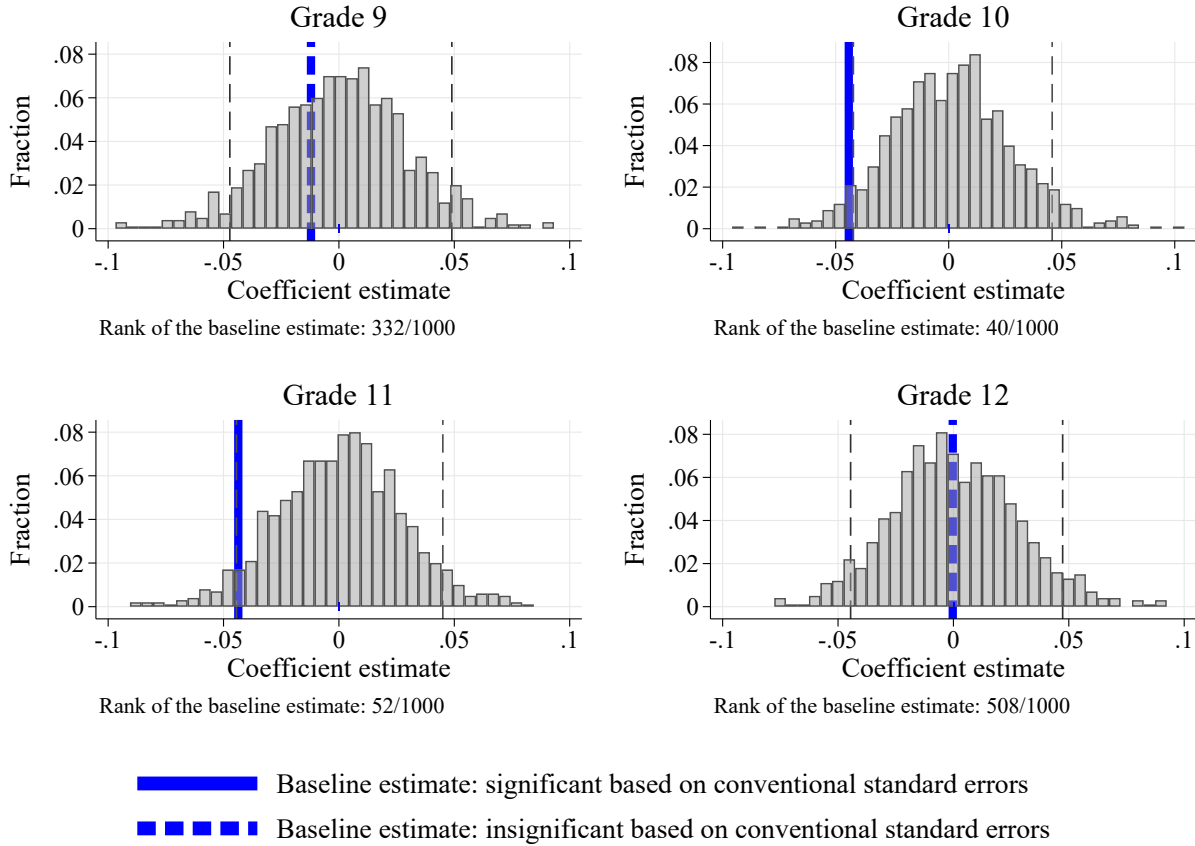 Grade 9
Fraction
.08
.06
.04
.02
0
-.1 -.05 0 .05 .1
Coefficient estimate
Rank of the baseline estimate: 332/1000
Grade 10
Fraction
.08
.06
.04
.02
0
-.1 -.05 0 .05 .1
Coefficient estimate
Rank of the baseline estimate: 40/1000
Grade 11
Fraction
.08
.06
.04
.02
0
-.1 -.05 0 .05 .1
Coefficient estimate
Rank of the baseline estimate: 52/1000
Grade 12
Fraction
.08
.06
.04
.02
0
-.1 -.05 0 .05 .1
Coefficient estimate
Rank of the baseline estimate: 508/1000
Baseline estimate: significant based on conventional standard errors
Baseline estimate: insignificant based on conventional standard errors